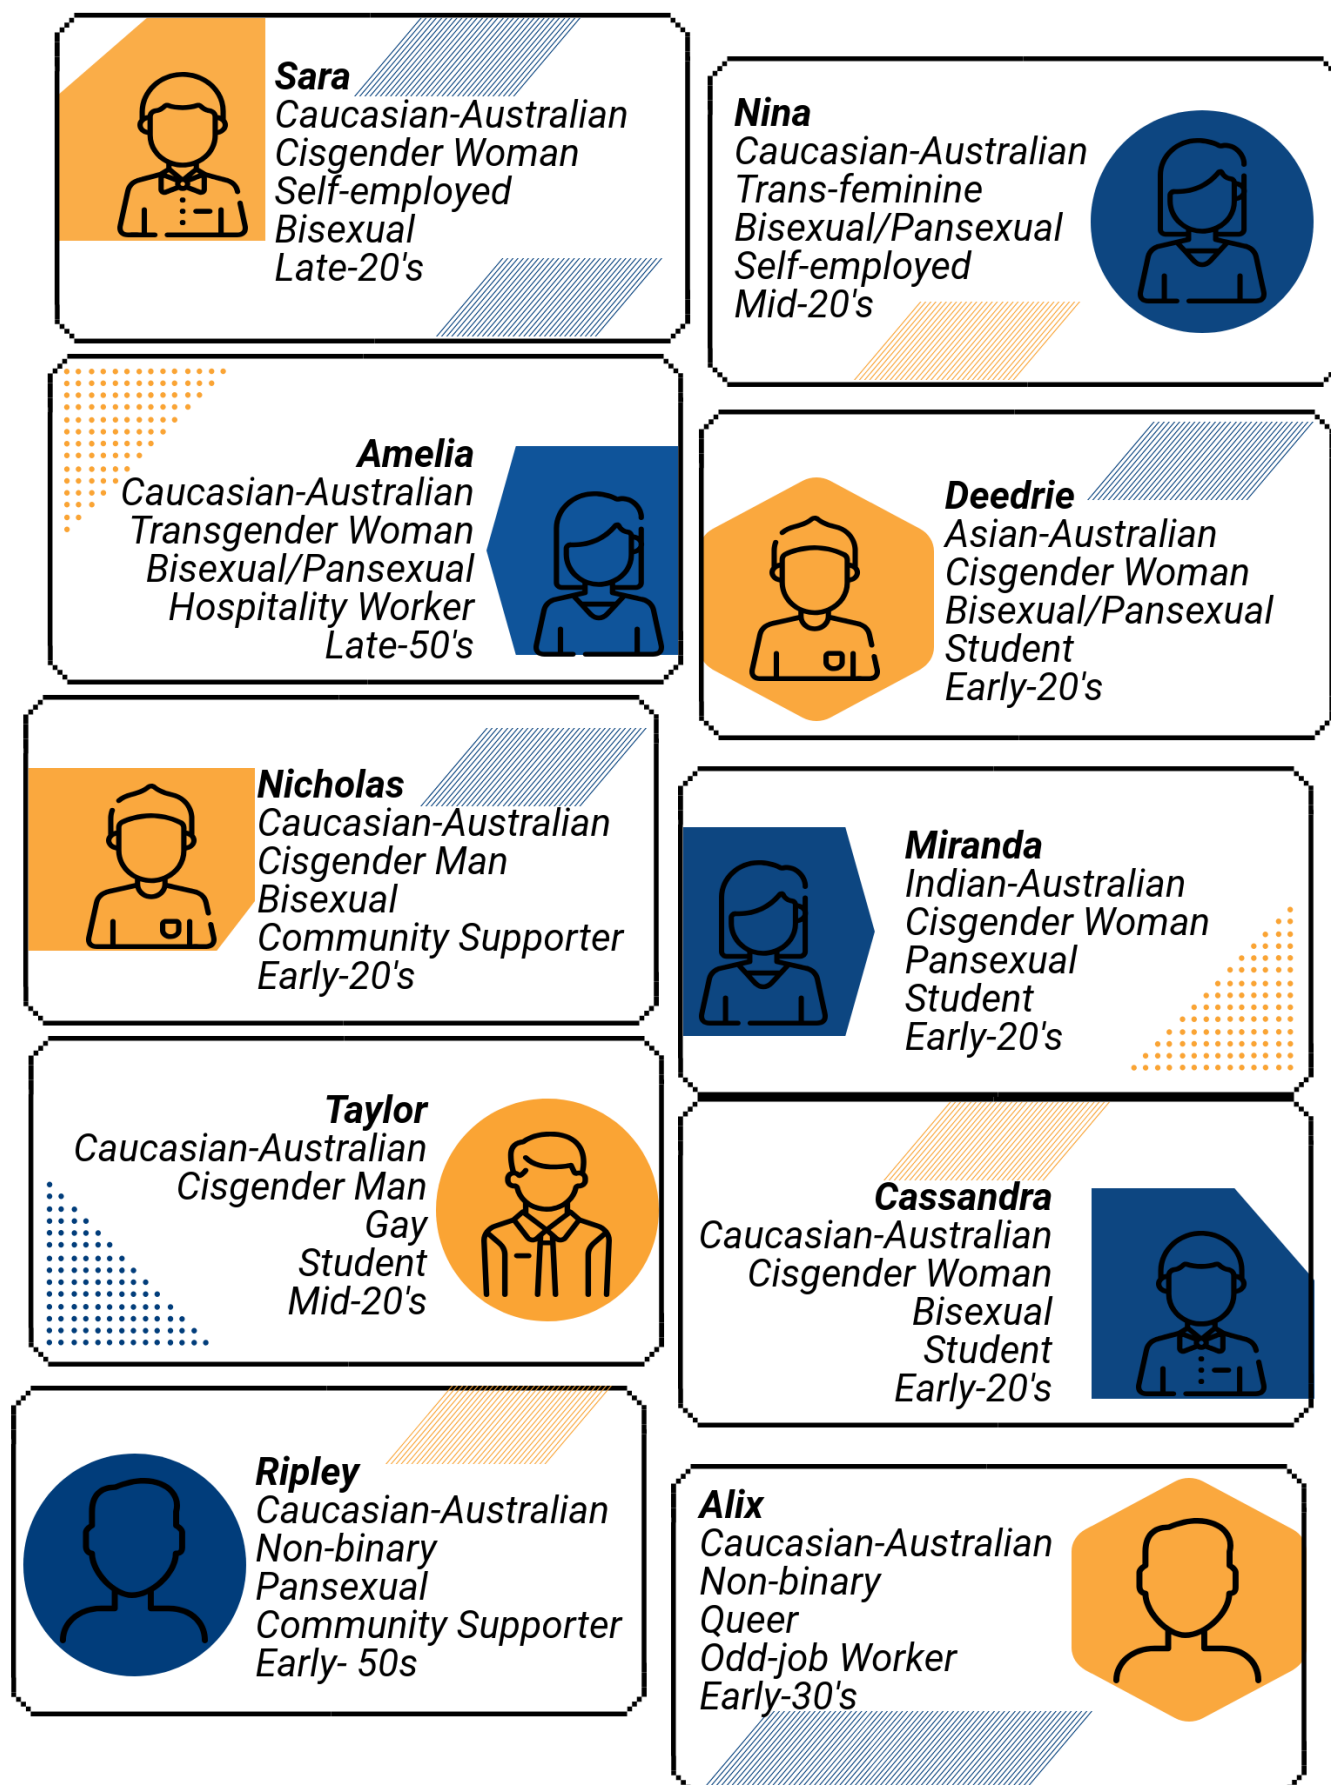 Sara
Caucasian-Australian
Cisgender Woman
Self-employed
Bisexual
Late-20's
Nina
Caucasian-Australian
Trans-feminine
Bisexual/Pansexual
Self-employed
Mid-20's
Amelia
Caucasian-Australian
Transgender Woman
Bisexual/Pansexual
Hospitality Worker
Late-50's
Deedrie
Asian-Australian
Cisgender Woman
Bisexual/Pansexual
Student
Early-20's
Nicholas
Caucasian-Australian
Cisgender Man
Bisexual
Community Supporter
Early-20's
Miranda
Indian-Australian
Cisgender Woman
Pansexual
Student
Early-20's
Taylor
Caucasian-Australian
Cisgender Man
Gay
Student
Mid-20's
Cassandra
Caucasian-Australian
Cisgender Woman
Bisexual
Student
Early-20's
Ripley
Caucasian-Australian
Non-binary
Pansexual
Community Supporter
Early- 50s
Alix
Caucasian-Australian
Non-binary
Queer
Odd-job Worker
Early-30's